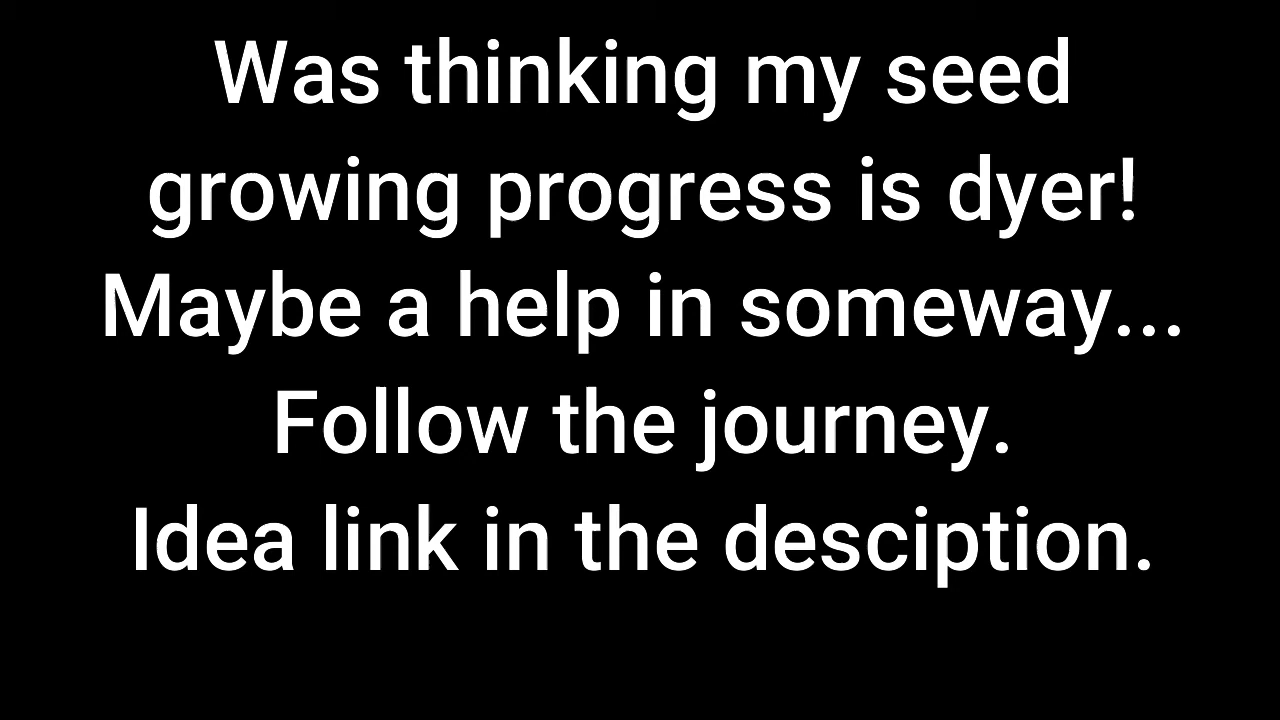 Was thinking my seed
growing progress is dyer!
Maybe a help in someway...
Follow the journey.
Idea link in the desciption.